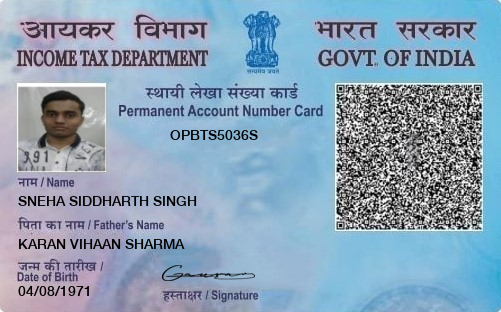 आयकर विभाग
INCOME TAX DEPARTMENT
सत्यमेव जयते
भारत सरकार
GOVT. OF INDIA
स्थायी लेखा संख्या कार्ड
Permanent Account Number Card
OPBTS5036S
791
नाम / Name
SNEHA SIDDHARTH SINGH
पिता का नाम / Father's Name
KARAN VIHAAN SHARMA
जन्म की तारीख /
Date of Birth
04/08/1971
हस्ताक्षर / Signature